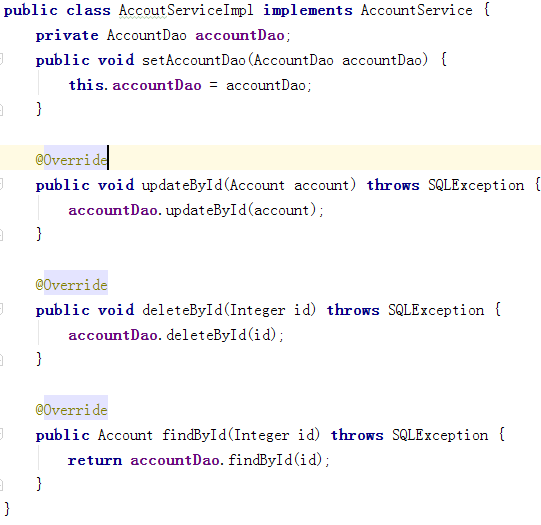 public class AccoutServiceImpl implements AccountService {
    private AccountDao accountDao;
    public void setAccountDao(AccountDao accountDao) {
        this.accountDao = accountDao;
    }

    @Override
    public void updateById(Account account) throws SQLException {
        accountDao.updateById(account);
    }

    @Override
    public void deleteById(Integer id) throws SQLException {
        accountDao.deleteById(id);
    }

    @Override
    public Account findById(Integer id) throws SQLException {
        return accountDao.findById(id);
    }
}